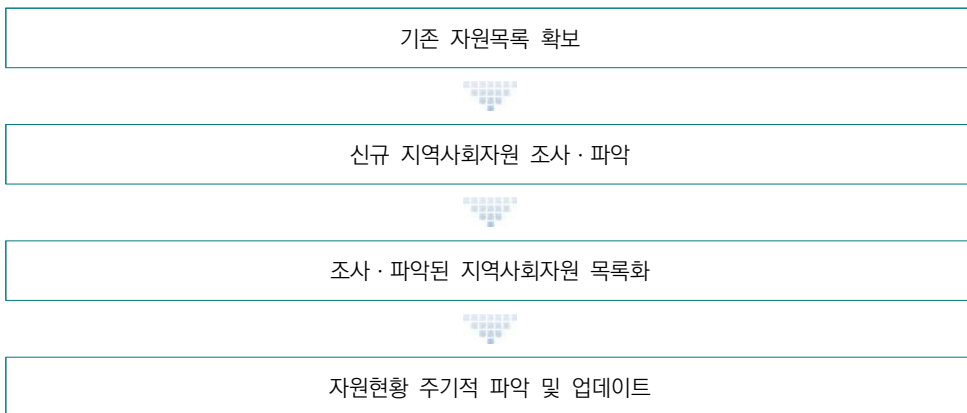 기존 자원목록 확보
신규 지역사회자원 조사 · 파악
조사 · 파악된 지역사회자원 목록화
자원현황 주기적 파악 및 업데이트